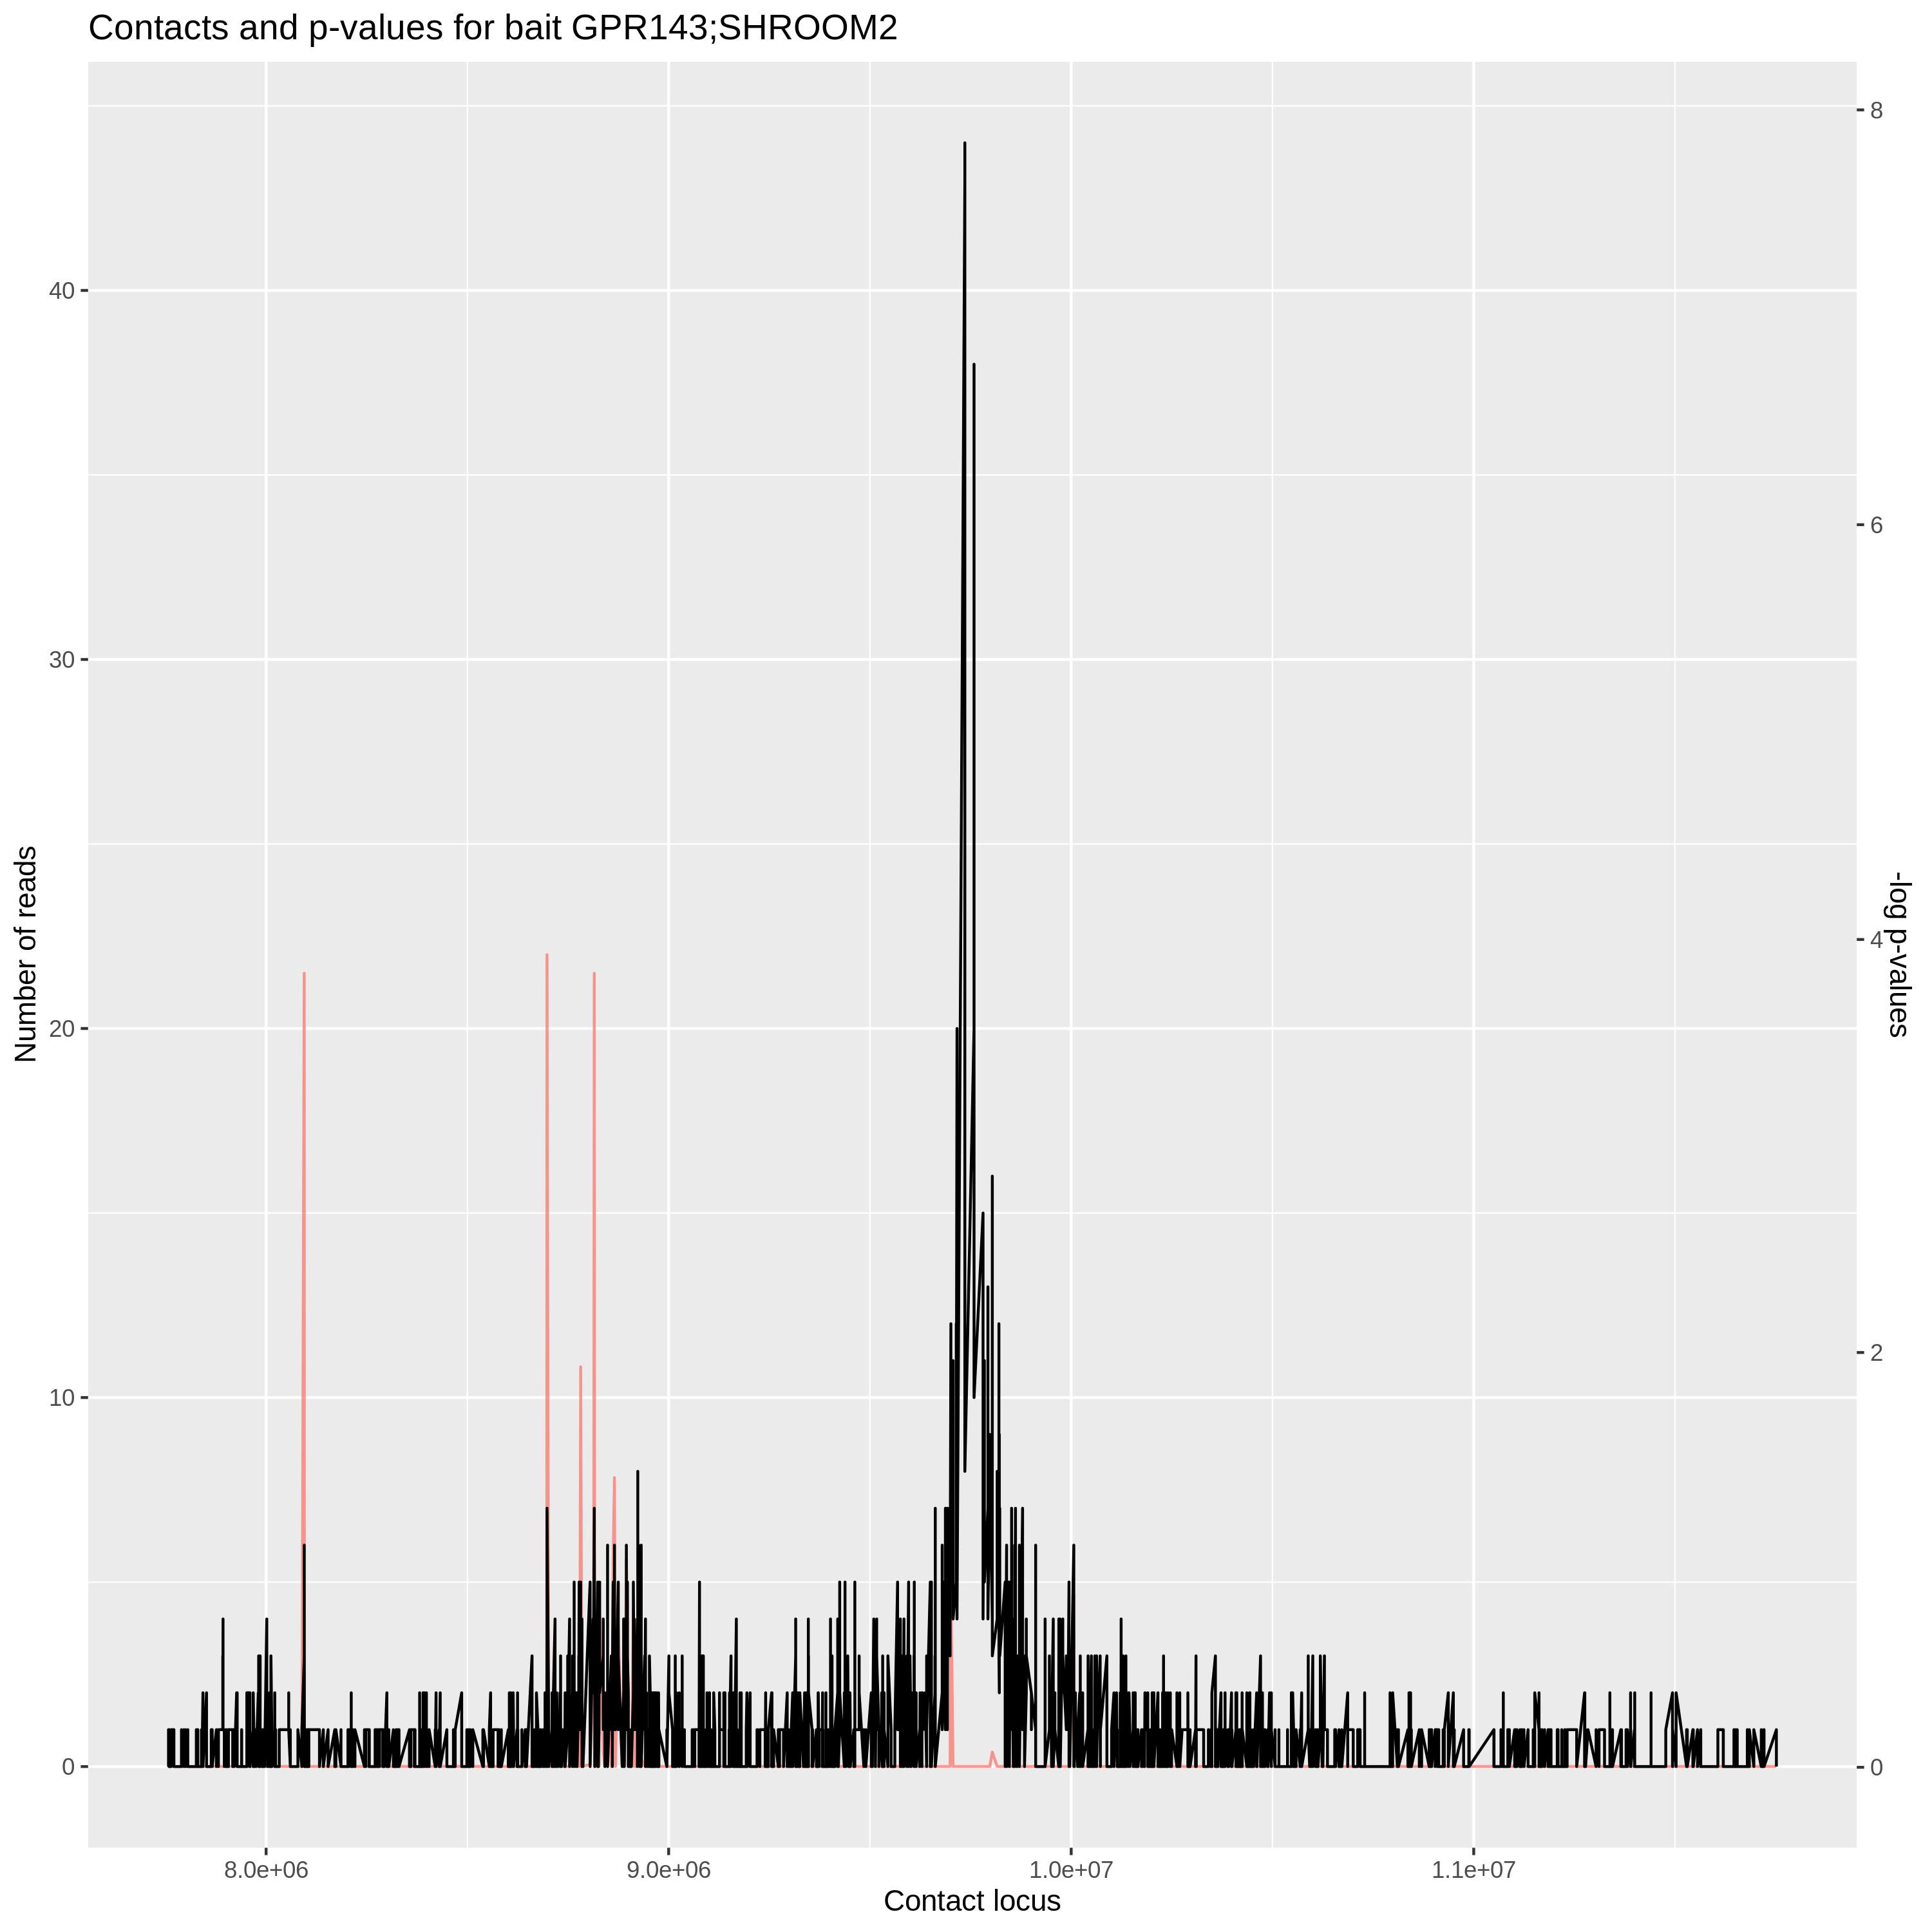 Contacts and p-values for bait GPR143;SHROOM2
8
40
6
30
Number of reads
-log p-values
4
20
10
2
0
0
8.0e+06
9.0e+06
1.0e+07
1.1e+07
Contact locus